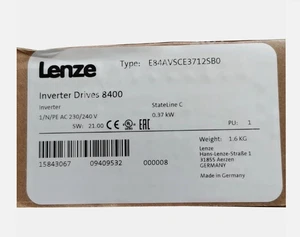 Lenze
Type: E84AVSCE3712SB0
Inverter Drives 8400
Inverter StateLine C
1/N/PE AC 230/240 V 0.37 kW
SW: 21.00 PU: 1
Weight: 1.6 KG
Lenze
Hans-Lenze-Straße 1
31855 Aerzen
Germany
Made in Germany
15843067 09409532 000008